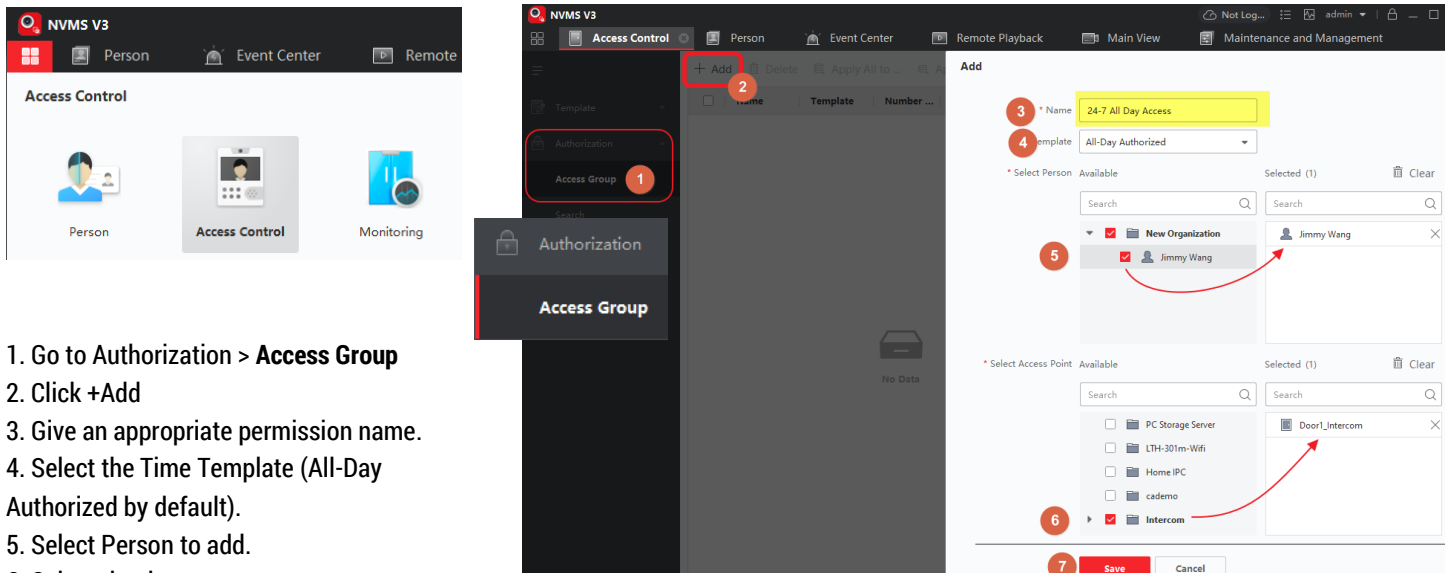 NVMS V3
Person
Event Center
Remote
Access Control
Person
Access Control
Monitoring
1. Go to Authorization > Access Group
2. Click +Add
3. Give an appropriate permission name.
4. Select the Time Template (All-Day
Authorized by default).
5. Select Person to add.
NVMS V3
Not Log...
admin
Access Control
Person
Event Center
Remote Playback
Main View
Maintenance and Management
+ Add
Delete
Apply All to ...
2
Name
Template
Number ...
Template
Authorization
Access Group
1
Search
Authorization
Access Group
No Data
Add
3
* Name
24-7 All Day Access
4
emplate
All-Day Authorized
* Select Person
Available
Selected (1)
Clear
Search
Search
New Organization
Jimmy Wang
5
Jimmy Wang
* Select Access Point
Available
Selected (1)
Clear
Search
Search
PC Storage Server
Door1_Intercom
LTH-301m-Wifi
Home IPC
cademo
6
Intercom
7
Save
Cancel